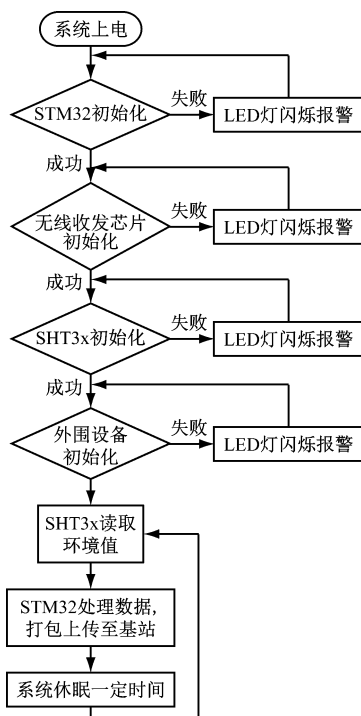 系统上电
STM32初始化
失败
LED灯闪烁报警
成功
无线收发芯片
初始化
失败
LED灯闪烁报警
成功
SHT3x初始化
失败
LED灯闪烁报警
成功
外围设备
初始化
失败
LED灯闪烁报警
SHT3x读取
环境值
STM32处理数据,
打包上传至基站
系统休眠一定时间